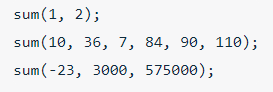 sum(1, 2);
sum(10, 36, 7, 84, 90, 110);
sum(-23, 3000, 575000);